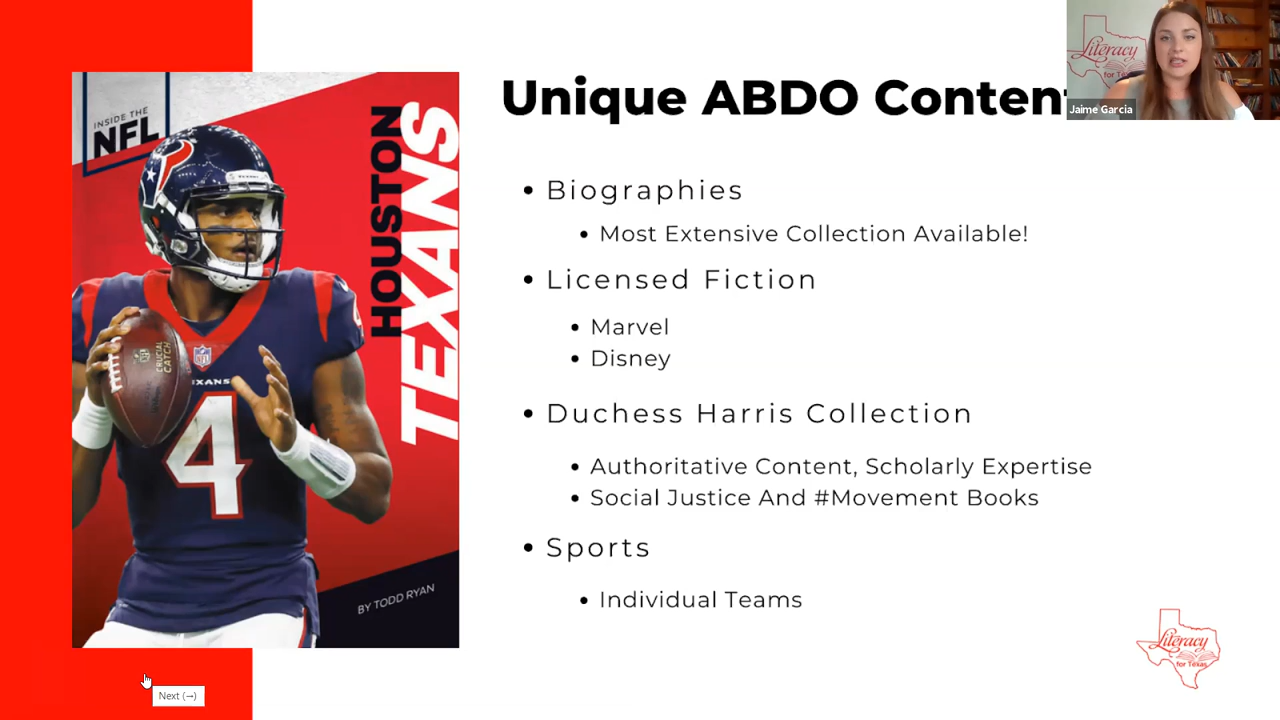 Unique ABDO Conten
Literacy
for Te
Jaime Garcia
INSIDE THE
NFL
HOUSTON
TEXANS
CRUCIAL
CATCH
EXANS
4
BY TODD RYAN
• Biographies
• Most Extensive Collection Available!
• Licensed Fiction
• Marvel
• Disney
• Duchess Harris Collection
• Authoritative Content, Scholarly Expertise
• Social Justice And #Movement Books
• Sports
• Individual Teams
Literacy
for Texas
Next (→)